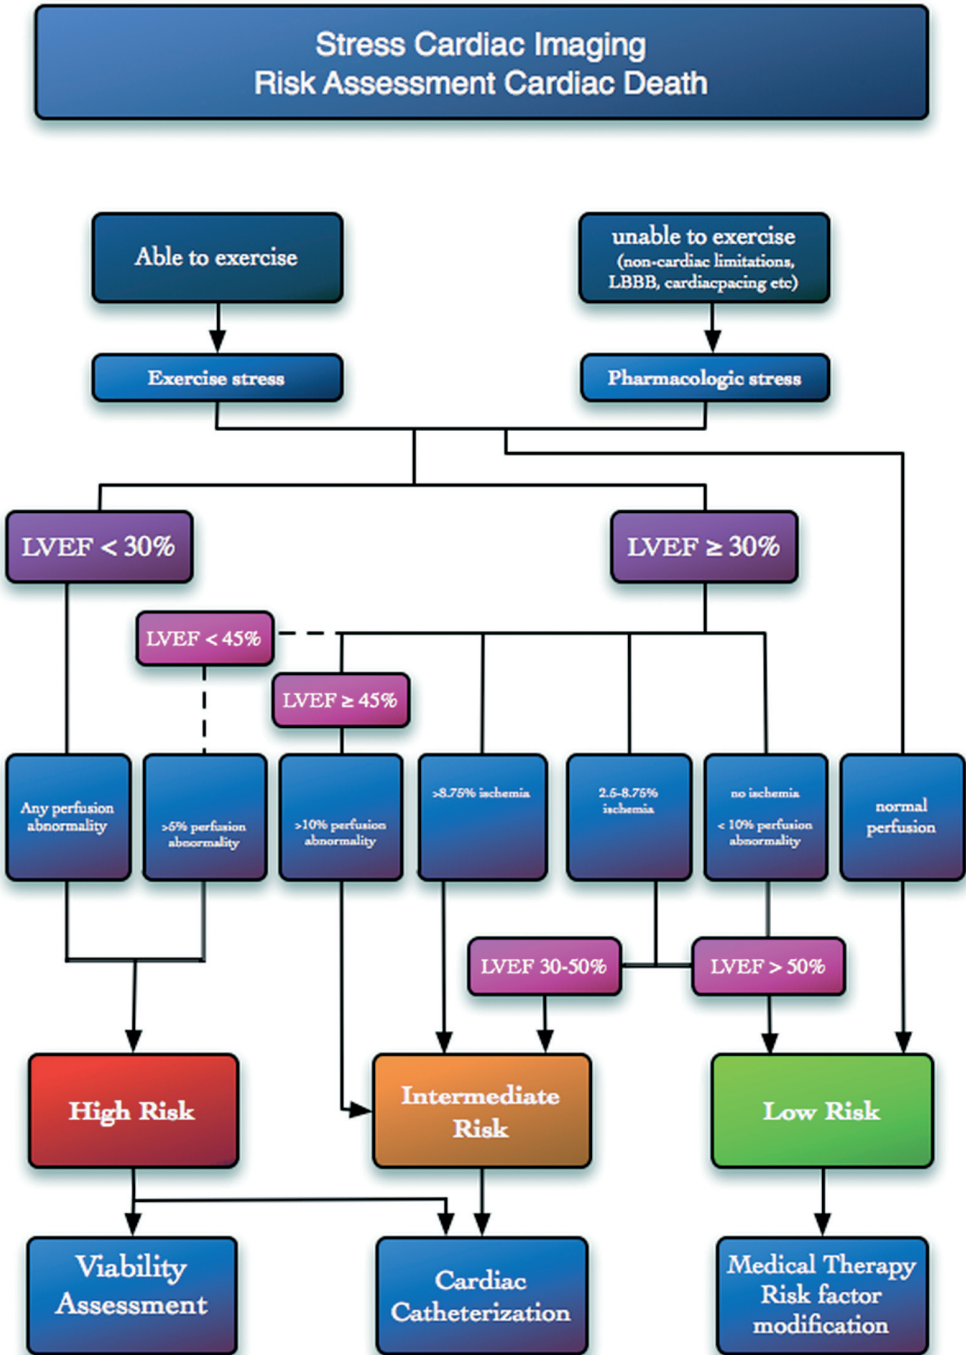 Stress Cardiac Imaging
Risk Assessment Cardiac Death
Able to exercise
unable to exercise
(non-cardiac limitations,
LBBB, cardiacpacing etc)
Exercise stress
Pharmacologic stress
LVEF < 30%
LVEF ≥ 30%
LVEF < 45%
LVEF ≥ 45%
Any perfusion
abnormality
>5% perfusion
abnormality
>10% perfusion
abnormality
>8.75% ischemia
2.5-8.75%
ischemia
no ischemia
< 10% perfusion
abnormality
normal
perfusion
LVEF 30-50%
LVEF > 50%
High Risk
Intermediate
Risk
Low Risk
Viability
Assessment
Cardiac
Catheterization
Medical Therapy
Risk factor
modification